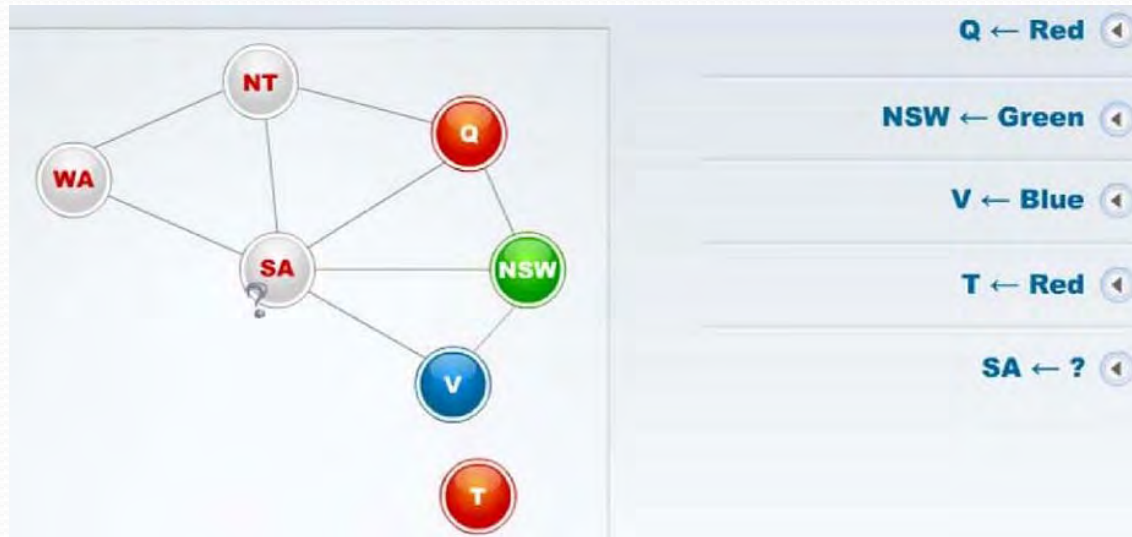 NT
Q
WA
SA
?
NSW
V
T
Q ← Red
NSW ← Green
V ← Blue
T ← Red
SA ← ?